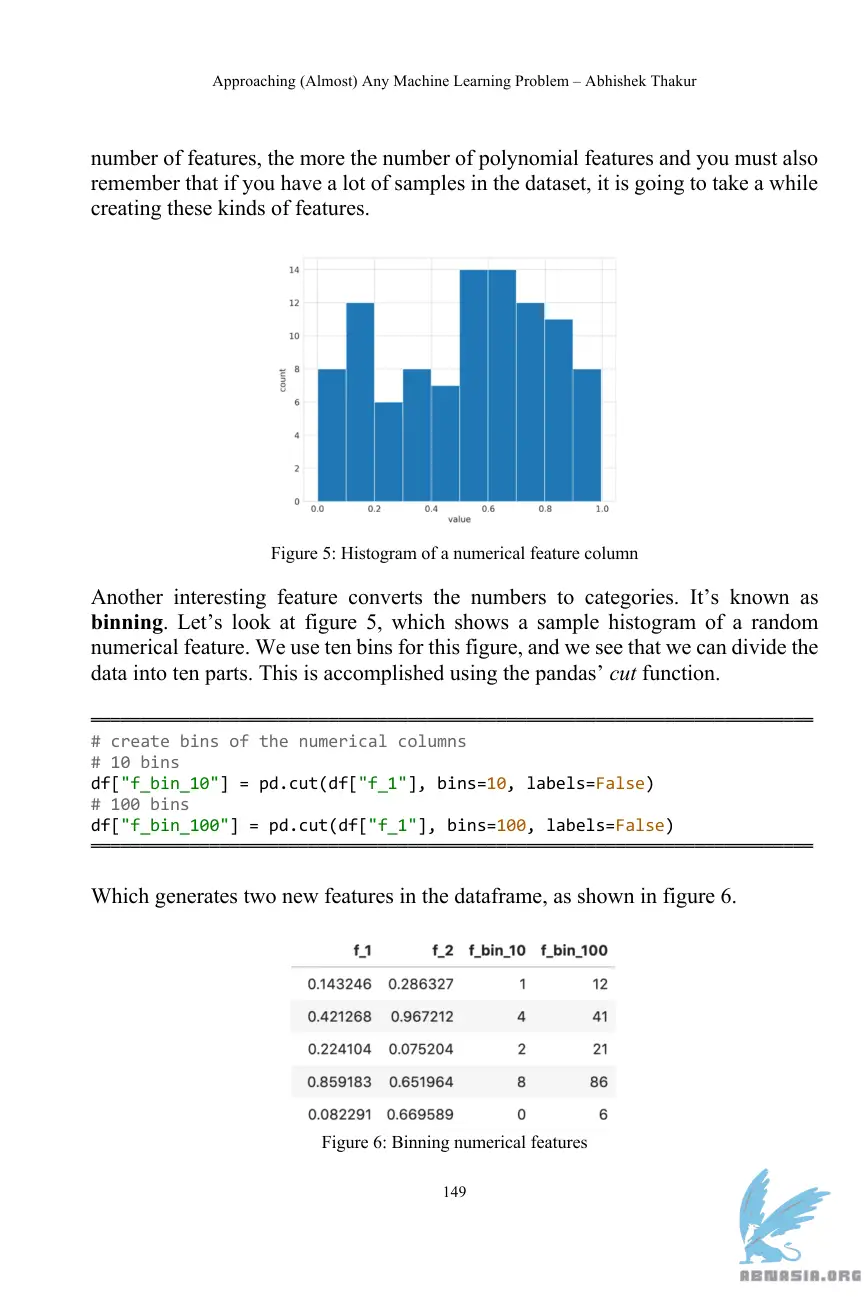 Approaching (Almost) Any Machine Learning Problem – Abhishek Thakur
number of features, the more the number of polynomial features and you must also
remember that if you have a lot of samples in the dataset, it is going to take a while
creating these kinds of features.
14
12
10
8
6
4
2
0
count
0.0 0.2 0.4 0.6 0.8 1.0
value
Figure 5: Histogram of a numerical feature column
Another interesting feature converts the numbers to categories. It’s known as
binning. Let’s look at figure 5, which shows a sample histogram of a random
numerical feature. We use ten bins for this figure, and we see that we can divide the
data into ten parts. This is accomplished using the pandas’ cut function.
# create bins of the numerical columns
# 10 bins
df["f_bin_10"] = pd.cut(df["f_1"], bins=10, labels=False)
# 100 bins
df["f_bin_100"] = pd.cut(df["f_1"], bins=100, labels=False)
Which generates two new features in the dataframe, as shown in figure 6.
f_1 f_2 f_bin_10 f_bin_100
0.143246 0.286327 1 12
0.421268 0.967212 4 41
0.224104 0.075204 2 21
0.859183 0.651964 8 86
0.082291 0.669589 0 6
Figure 6: Binning numerical features
149
ABNASIA.ORG